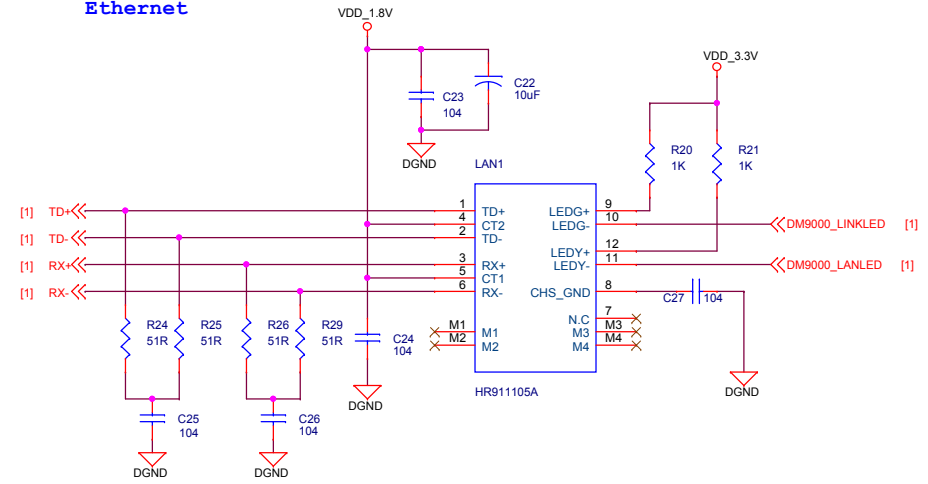 Ethernet
VDD_1.8V
VDD_3.3V
C23
104
C22
10uF
DGND
LAN1
R20
1K
R21
1K
[1] TD+
[1] TD-
[1] RX+
[1] RX-
1
4
2
3
5
6
M1
M2
TD+
CT2
TD-
RX+
CT1
RX-
M1
M2
LEDG+
LEDG-
LEDY+
LEDY-
CHS_GND
N.C
M3
M4
9
10
12
11
8
7
M3
M4
DM9000_LINKLED [1]
DM9000_LANLED [1]
C27 104
R24
51R
R25
51R
R26
51R
R29
51R
C24
104
DGND
HR911105A
DGND
C25
104
C26
104
DGND
DGND